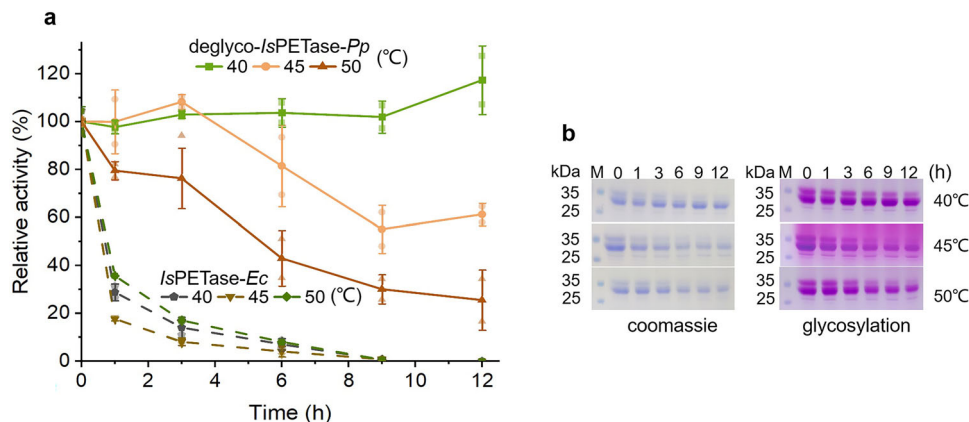 a
deglyco-IsPETase-Pp (℃)
40 45 50
Relative activity (%)
120
100
80
60
40
20
0
IsPETase-Ec
40 45 50 (℃)
0 2 4 6 8 10 12
Time (h)
b
kDa M 0 1 3 6 9 12 kDa M 0 1 3 6 9 12 (h)
35 35
25 25
40℃
35 35
25 25
45℃
35 35
25 25
50℃
coomassie glycosylation